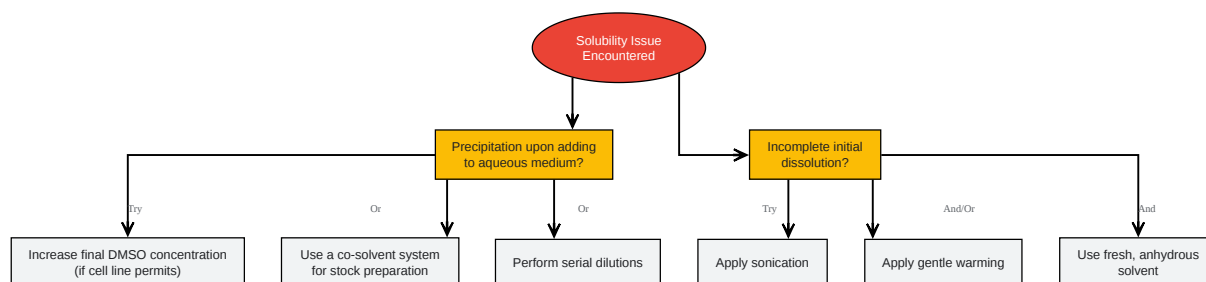 Solubility Issue
Encountered
Precipitation upon adding
to aqueous medium?
Incomplete initial
dissolution?
Try
Or
Or
Try
And/Or
And
Increase final DMSO concentration
(if cell line permits)
Use a co-solvent system
for stock preparation
Perform serial dilutions
Apply sonication
Apply gentle warming
Use fresh, anhydrous
solvent